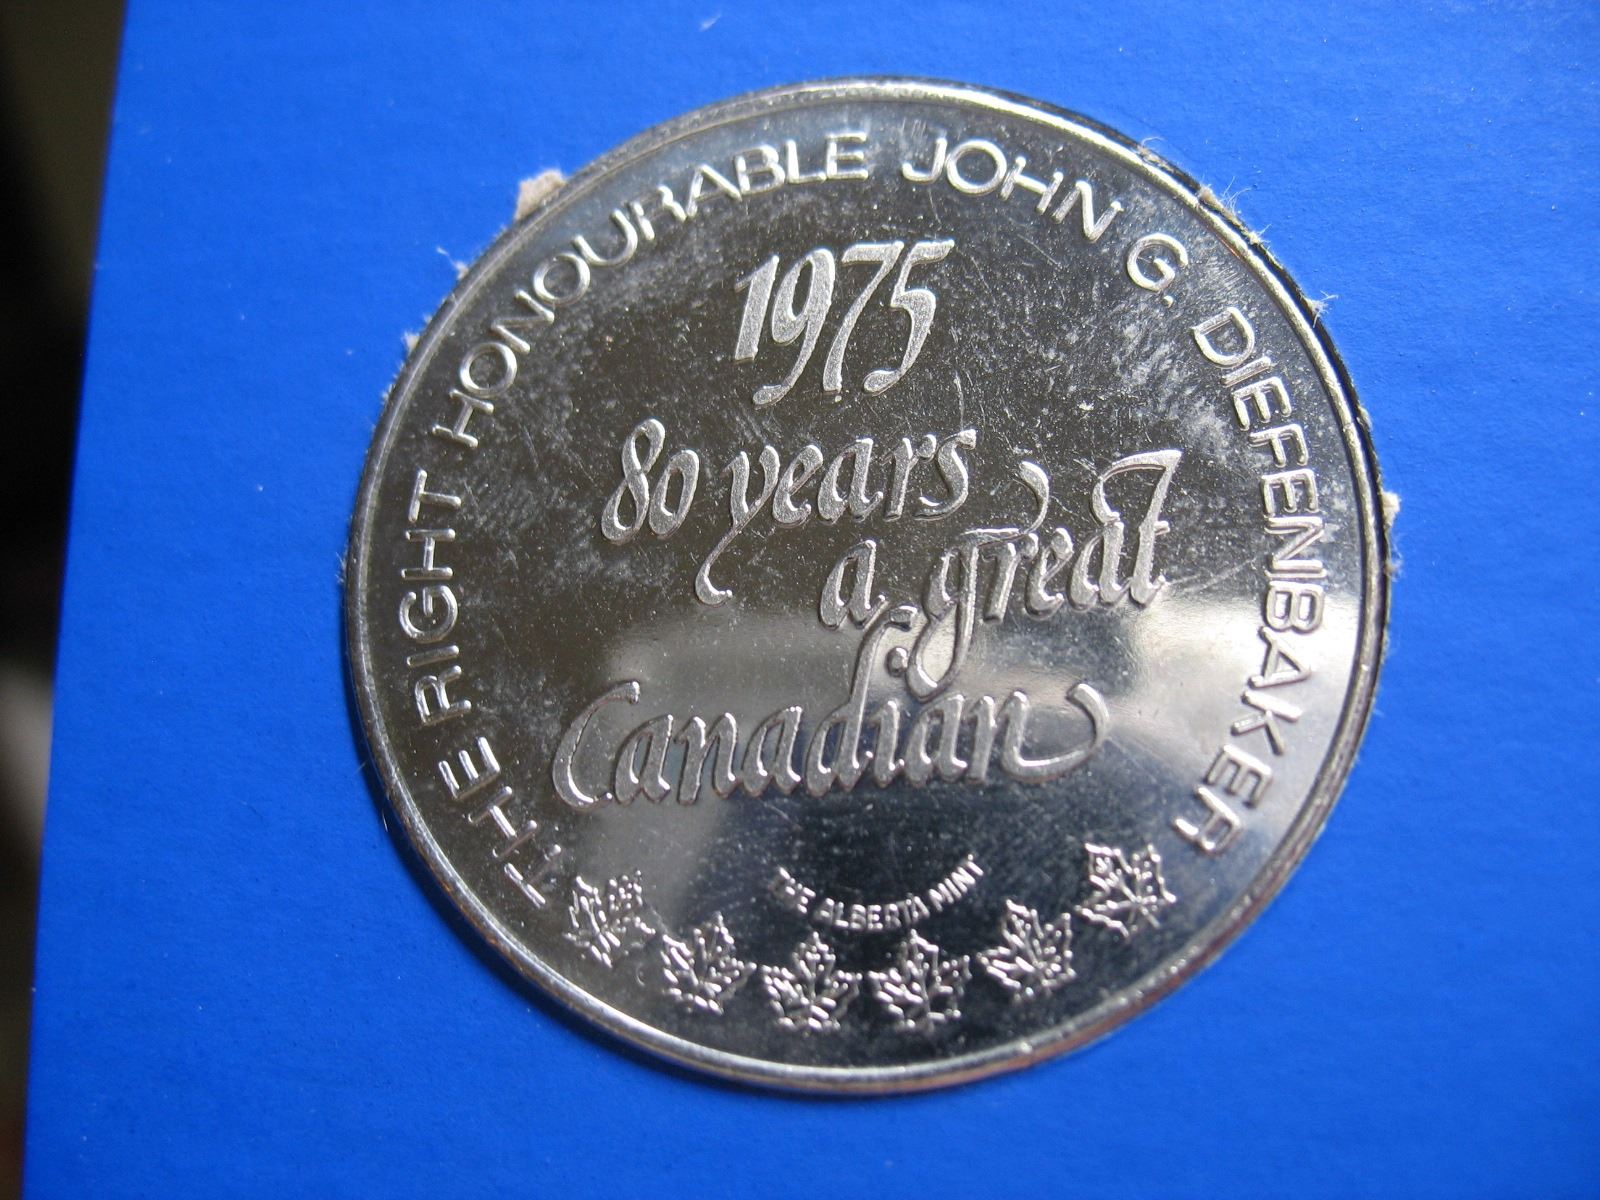 THE RIGHT HONOURABLE JOHN G. DIEFENBAKER
1975
80 years
a great
Canadian
THE ALBERTA MINT